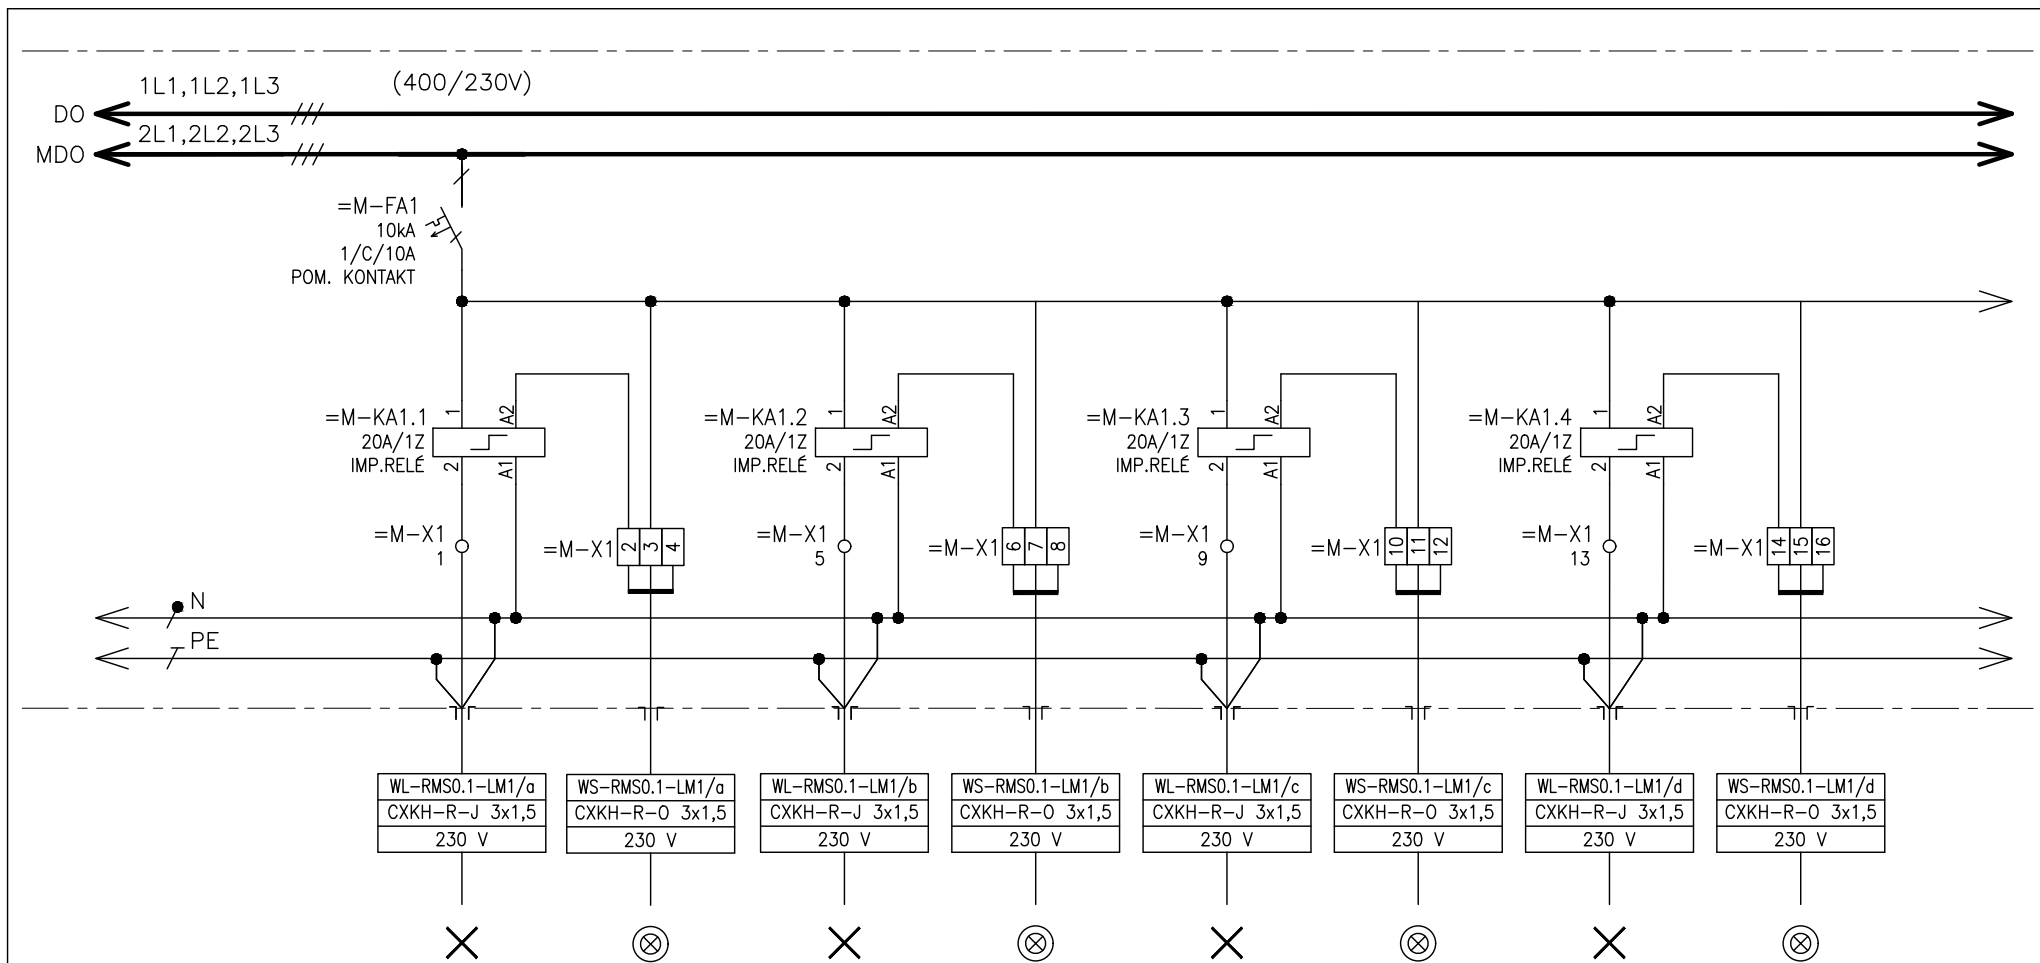 1L1,1L2,1L3
(400/230V)
DO
2L1,2L2,2L3
MDO
=M-FA1
10kA
1/C/10A
POM. KONTAKT
=M-KA1.1
20A/1Z
IMP.RELÉ
1
A2
2
A1
=M-KA1.2
20A/1Z
IMP.RELÉ
1
A2
2
A1
=M-KA1.3
20A/1Z
IMP.RELÉ
1
A2
2
A1
=M-KA1.4
20A/1Z
IMP.RELÉ
1
A2
2
A1
=M-X1
1
=M-X1 2 3 4
=M-X1
5
=M-X1 6 7 8
=M-X1
9
=M-X1 10 11 12
=M-X1
13
=M-X1 14 15 16
N
PE
WL-RMS0.1-LM1/a
CXKH-R-J 3x1,5
230 V
WS-RMS0.1-LM1/a
CXKH-R-O 3x1,5
230 V
WL-RMS0.1-LM1/b
CXKH-R-J 3x1,5
230 V
WS-RMS0.1-LM1/b
CXKH-R-O 3x1,5
230 V
WL-RMS0.1-LM1/c
CXKH-R-J 3x1,5
230 V
WS-RMS0.1-LM1/c
CXKH-R-O 3x1,5
230 V
WL-RMS0.1-LM1/d
CXKH-R-J 3x1,5
230 V
WS-RMS0.1-LM1/d
CXKH-R-O 3x1,5
230 V